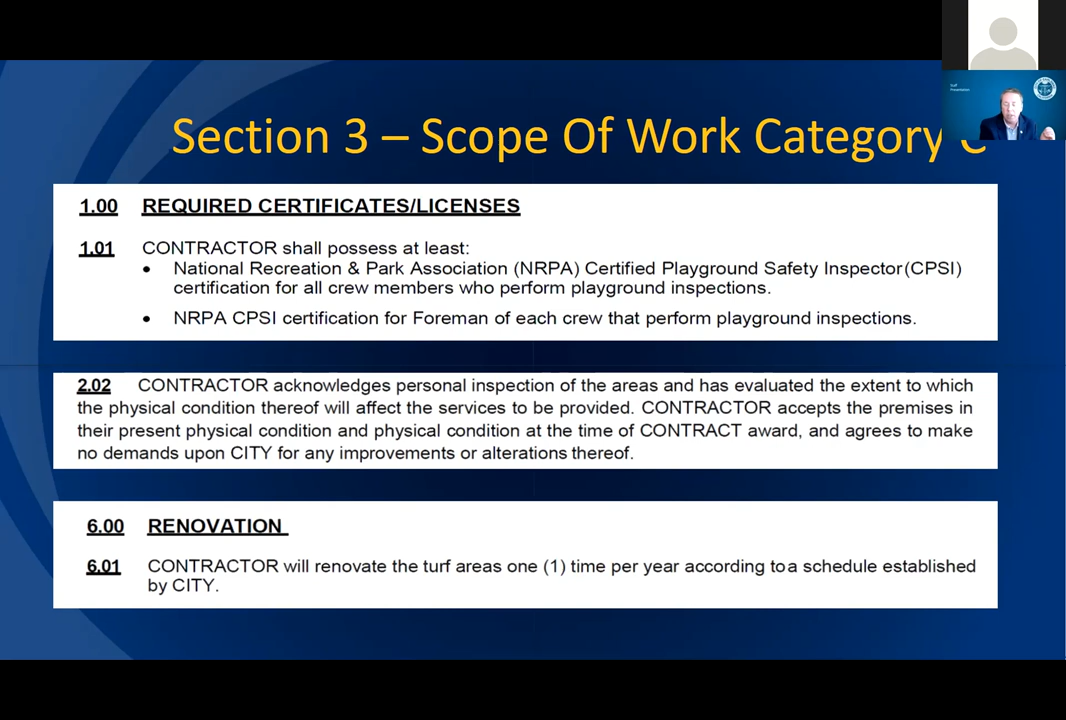 Staff
Presentation
Section 3 – Scope Of Work Category
1.00 REQUIRED CERTIFICATES/LICENSES
1.01 CONTRACTOR shall possess at least:
• National Recreation & Park Association (NRPA) Certified Playground Safety Inspector (CPSI)
certification for all crew members who perform playground inspections.
• NRPA CPSI certification for Foreman of each crew that perform playground inspections.
2.02 CONTRACTOR acknowledges personal inspection of the areas and has evaluated the extent to which
the physical condition thereof will affect the services to be provided. CONTRACTOR accepts the premises in
their present physical condition and physical condition at the time of CONTRACT award, and agrees to make
no demands upon CITY for any improvements or alterations thereof.
6.00 RENOVATION
6.01 CONTRACTOR will renovate the turf areas one (1) time per year according to a schedule established
by CITY.